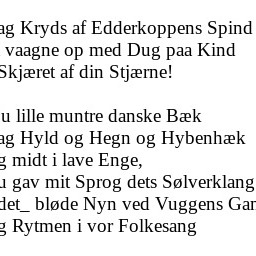 ag Kryds af Edderkoppens Spind
vaagne op med Dug paa Kind
Skjæret af din Stjærne!
u lille muntre danske Bæk
ag Hyld og Hegn og Hybenhæk
g midt i lave Enge,
u gav mit Sprog dets Sølverklang
det_ bløde Nyn ved Vuggens Gan
g Rytmen i vor Folkesang